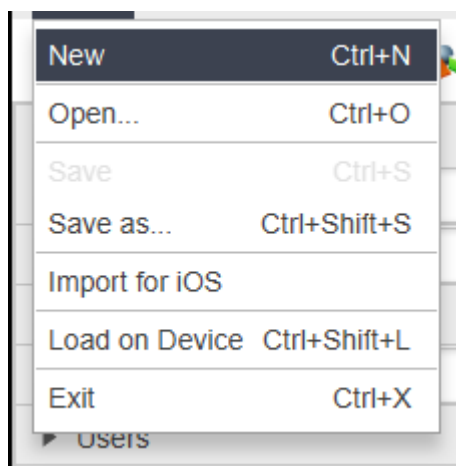 New Ctrl+N
Open... Ctrl+O
Save Ctrl+S
Save as... Ctrl+Shift+S
Import for iOS
Load on Device Ctrl+Shift+L
Exit Ctrl+X
Users